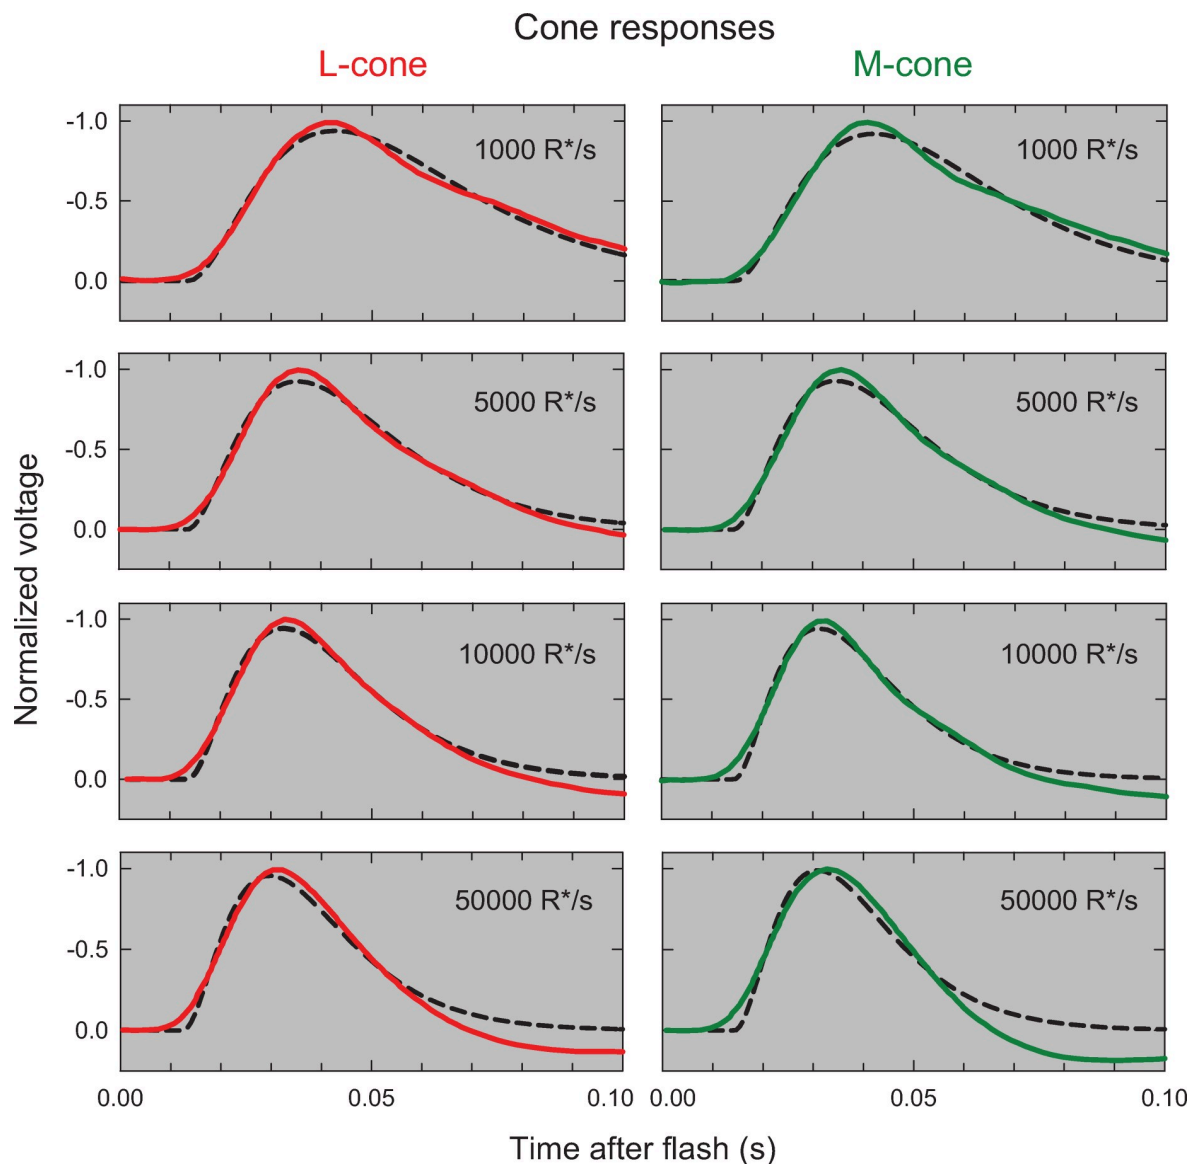 Cone responses
L-cone M-cone
-1.0 1000 R*/s 1000 R*/s
-0.5
0.0
-1.0 5000 R*/s 5000 R*/s
-0.5
0.0
-1.0 10000 R*/s 10000 R*/s
-0.5
0.0
-1.0 50000 R*/s 50000 R*/s
-0.5
0.0
Normalized voltage
0.00 0.05 0.10 0.00 0.05 0.10
Time after flash (s)